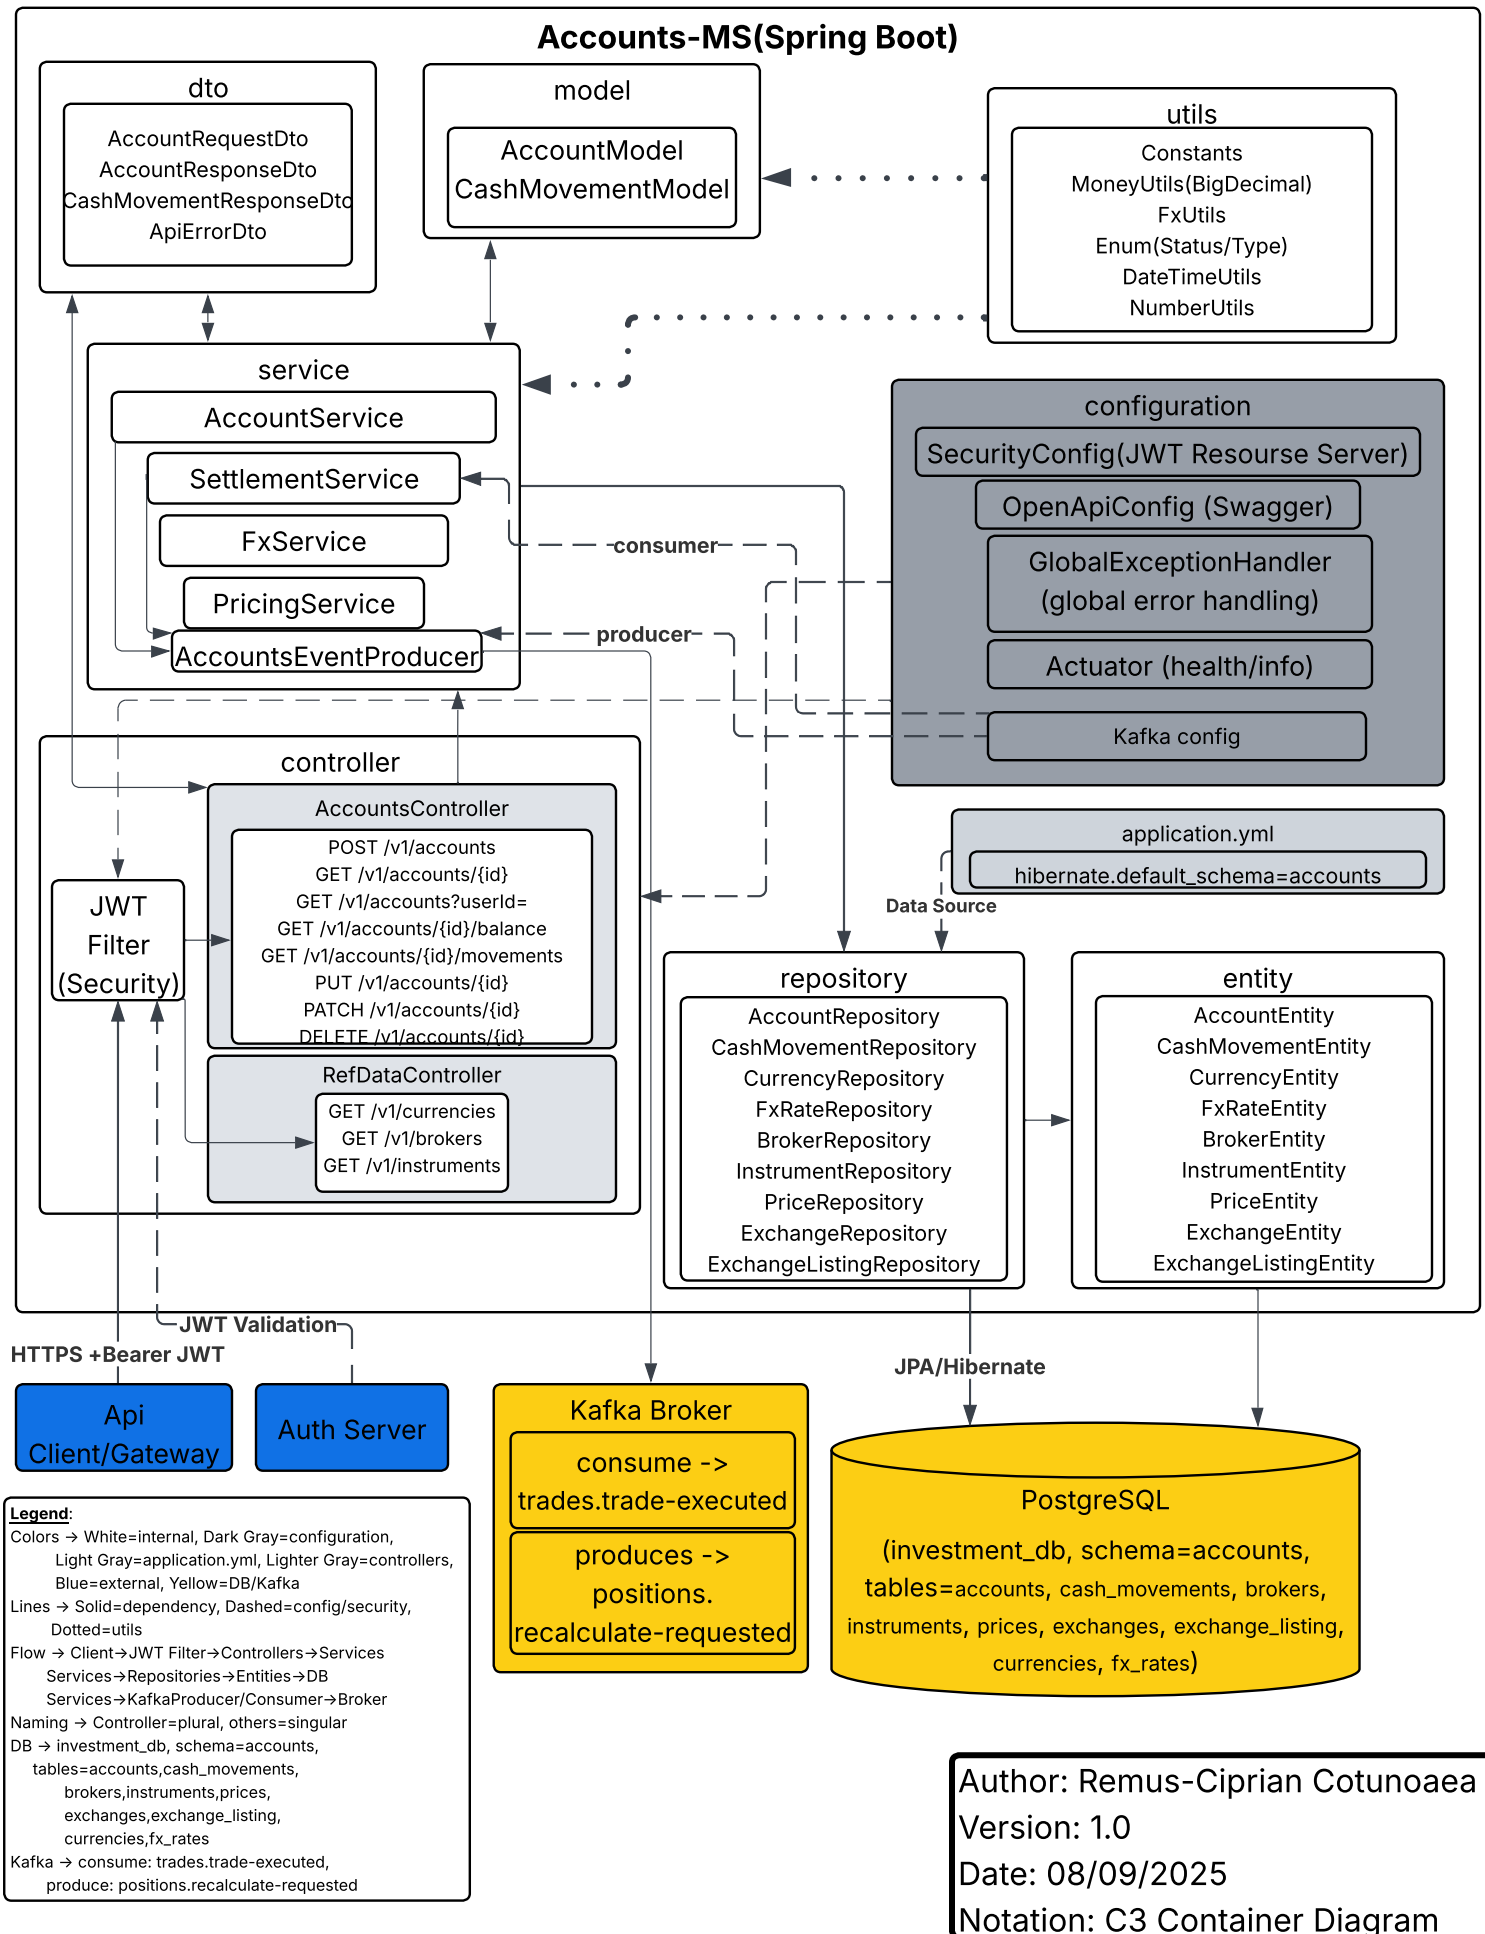 Accounts-MS(Spring Boot)
dto
AccountRequestDto
AccountResponseDto
CashMovementResponseDto
ApiErrorDto
model
AccountModel
CashMovementModel
utils
Constants
MoneyUtils(BigDecimal)
FxUtils
Enum(Status/Type)
DateTimeUtils
NumberUtils
service
AccountService
SettlementService
FxService
PricingService
AccountsEventProducer
consumer
producer
configuration
SecurityConfig(JWT Resourse Server)
OpenApiConfig (Swagger)
GlobalExceptionHandler
(global error handling)
Actuator (health/info)
Kafka config
application.yml
hibernate.default_schema=accounts
Data Source
controller
AccountsController
POST /v1/accounts
GET /v1/accounts/{id}
GET /v1/accounts?userId=
GET /v1/accounts/{id}/balance
GET /v1/accounts/{id}/movements
PUT /v1/accounts/{id}
PATCH /v1/accounts/{id}
DELETE /v1/accounts/{id}
JWT
Filter
(Security)
RefDataController
GET /v1/currencies
GET /v1/brokers
GET /v1/instruments
repository
AccountRepository
CashMovementRepository
CurrencyRepository
FxRateRepository
BrokerRepository
InstrumentRepository
PriceRepository
ExchangeRepository
ExchangeListingRepository
entity
AccountEntity
CashMovementEntity
CurrencyEntity
FxRateEntity
BrokerEntity
InstrumentEntity
PriceEntity
ExchangeEntity
ExchangeListingEntity
JWT Validation
HTTPS +Bearer JWT
JPA/Hibernate
Api
Client/Gateway
Auth Server
Kafka Broker
consume ->
trades.trade-executed
produces ->
positions.
recalculate-requested
PostgreSQL
(investment_db, schema=accounts,
tables=accounts, cash_movements, brokers,
instruments, prices, exchanges, exchange_listing,
currencies, fx_rates)
Legend:
Colors → White=internal, Dark Gray=configuration,
Light Gray=application.yml, Lighter Gray=controllers,
Blue=external, Yellow=DB/Kafka
Lines → Solid=dependency, Dashed=config/security,
Dotted=utils
Flow → Client→JWT Filter→Controllers→Services
Services→Repositories→Entities→DB
Services→KafkaProducer/Consumer→Broker
Naming → Controller=plural, others=singular
DB → investment_db, schema=accounts,
tables=accounts,cash_movements,
brokers,instruments,prices,
exchanges,exchange_listing,
currencies,fx_rates
Kafka → consume: trades.trade-executed,
produce: positions.recalculate-requested
Author: Remus-Ciprian Cotunoaea
Version: 1.0
Date: 08/09/2025
Notation: C3 Container Diagram